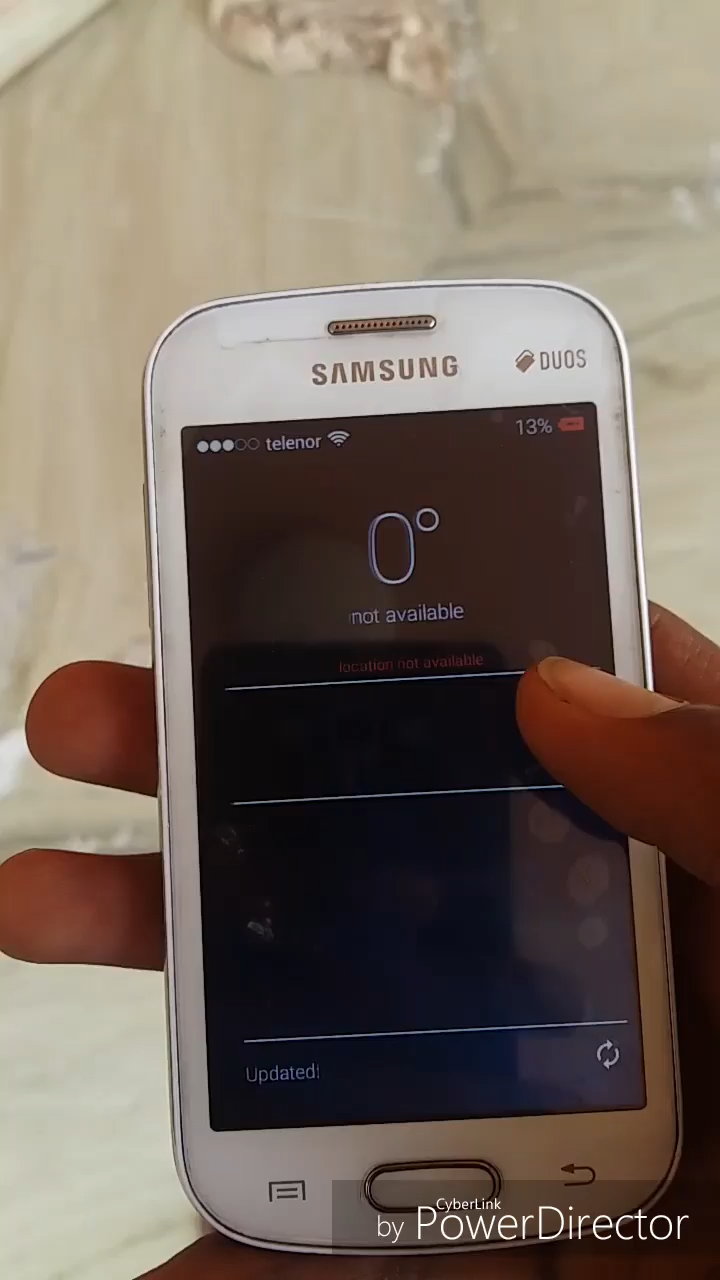 SAMSUNG
DUOS
telenor
13%
0°
not available
location not available
Updated:
CyberLink
by PowerDirector